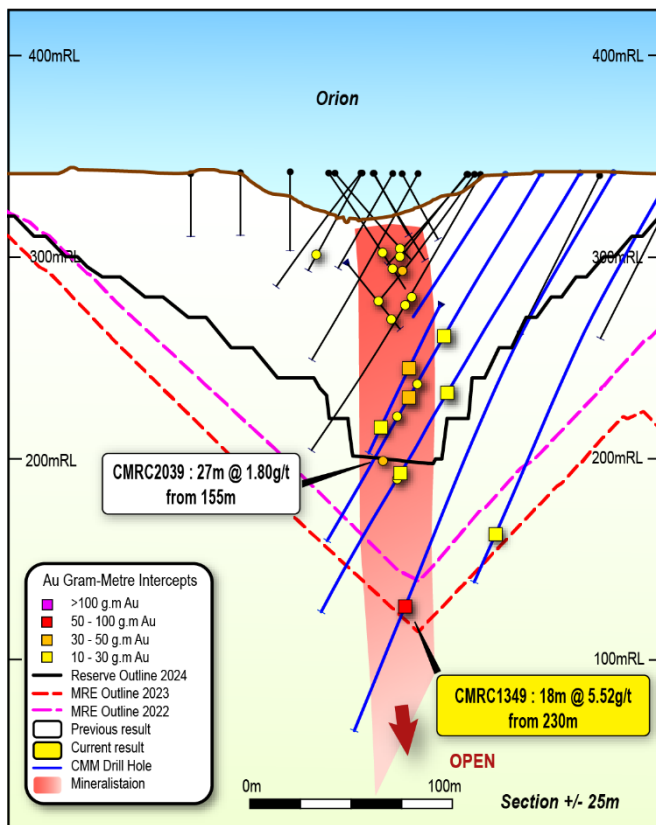 400mRL
400mRL
Orion
300mRL
300mRL
200mRL
200mRL
CMRC2039 : 27m @ 1.80g/t
from 155m
Au Gram-Metre Intercepts
>100 g.m Au
50 - 100 g.m Au
30 - 50 g.m Au
10 - 30 g.m Au
Reserve Outline 2024
MRE Outline 2023
MRE Outline 2022
Previous result
Current result
CMM Drill Hole
Mineralistaion
100mRL
CMRC1349 : 18m @ 5.52g/t
from 230m
OPEN
0m
100m
Section +/- 25m